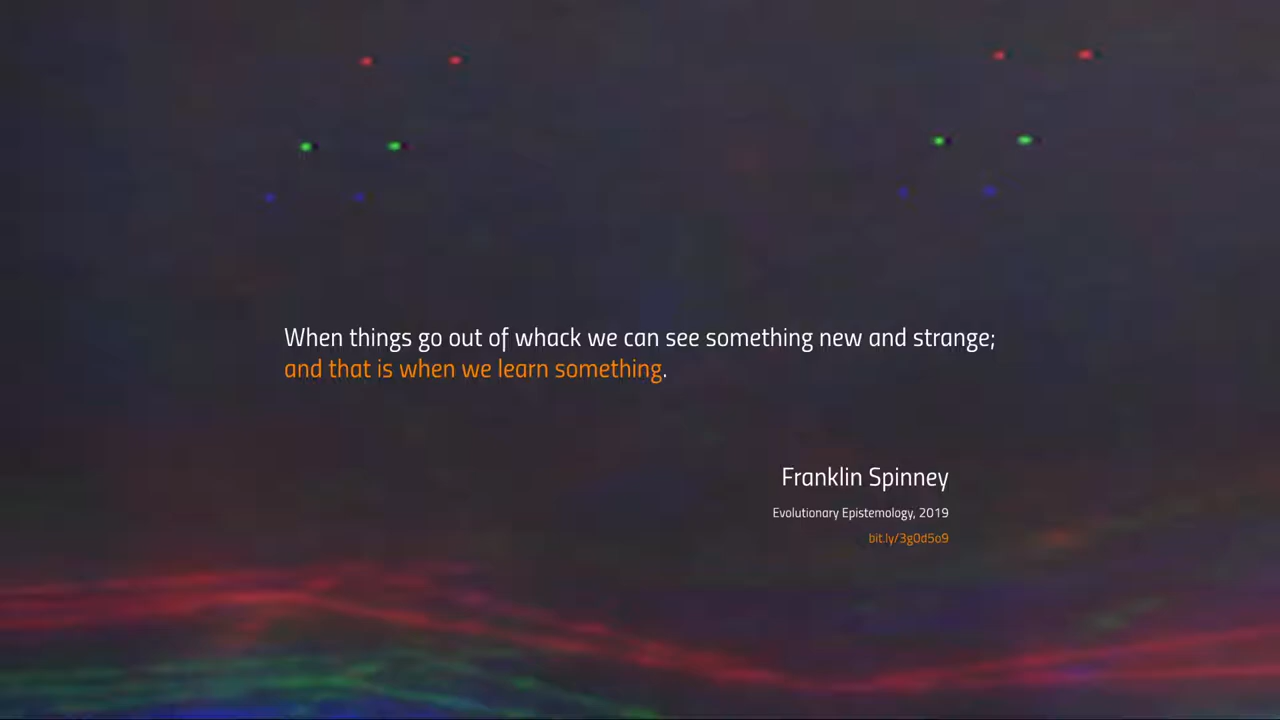 When things go out of whack we can see something new and strange;
and that is when we learn something.
Franklin Spinney
Evolutionary Epistemology, 2019
bit.ly/3g0d5o9